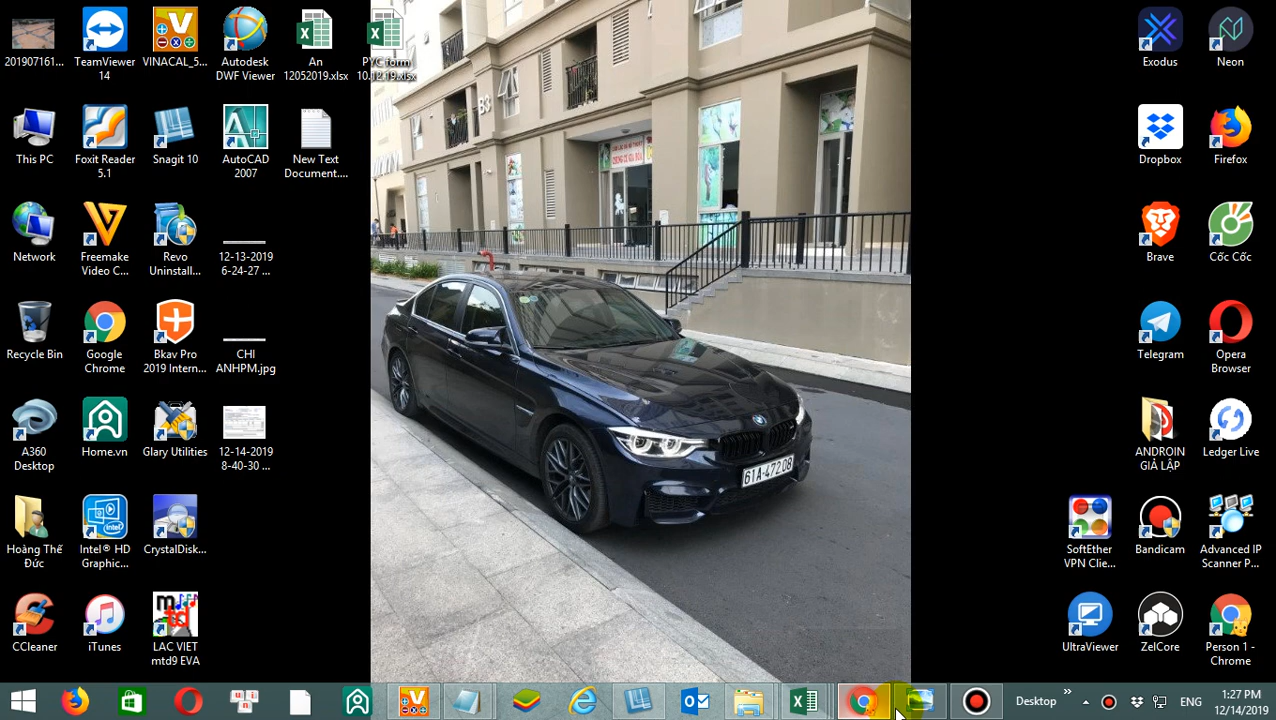 201907161...
TeamViewer
14
VINACAL_5...
Autodesk
DWF Viewer
An
12052019.xlsx
PYC form
10.1219.xlsx
This PC
Foxit Reader
5.1
Snagit 10
AutoCAD
2007
New Text
Document....
Network
Freemake
Video C...
Revo
Uninstall...
12-13-2019
6-24-27 ...
Recycle Bin
Google
Chrome
Bkav Pro
2019 Intern...
CHI
ANHPM.jpg
A360
Desktop
Home.vn
Glary Utilities
12-14-2019
8-40-30 ...
Hoàng Thế
Đức
Intel® HD
Graphic...
CrystalDisk...
CCleaner
iTunes
LAC VIET
mtd9 EVA
B3
61A-472.08
Exodus
Neon
Dropbox
Firefox
Brave
Cốc Cốc
Telegram
Opera
Browser
ANDROIN
GIẢ LẬP
Ledger Live
SoftEther
VPN Clie...
Bandicam
Advanced IP
Scanner P...
UltraViewer
ZelCore
Person 1 -
Chrome
Desktop
ENG
1:27 PM
12/14/2019